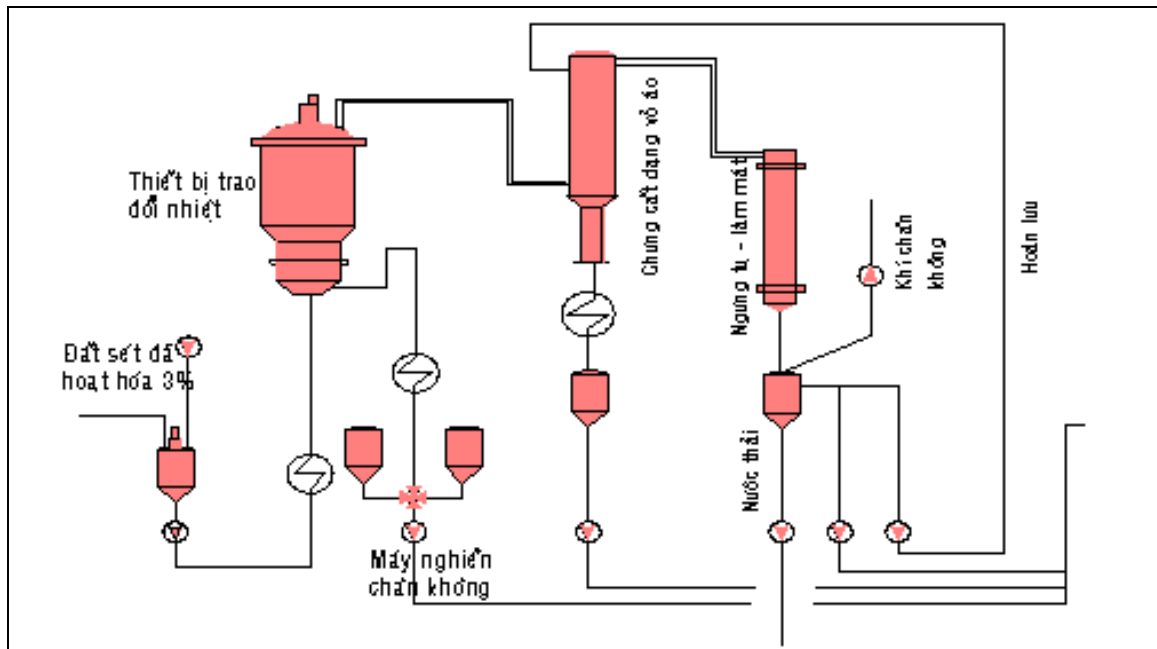 Thiết bị trao
đổi nhiệt
Đất sét đã
hoạt hóa 3%
Máy nghiền
chân không
Chưng cất dạng vỏ áo
Ngưng tụ - làm mát
Nước thải
Khí chân
không
Hoàn lưu